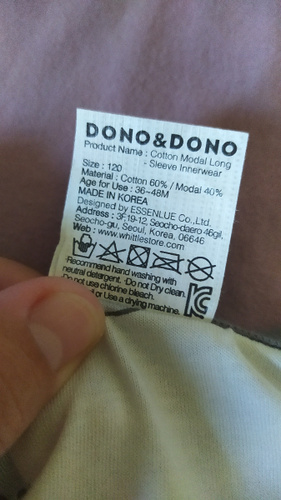 DONO&DONO
Product Name : Cotton Modal Long
- Sleeve Innerwear
Size : 120
Material : Cotton 60% / Modal 40%
Age for Use : 36~48M
MADE IN KOREA
Designed by ESSENLUE Co.,Ltd.
Address : 3F,19-12, Seocho-daero 46gil,
Seocho-gu, Seoul, Korea, 06646
Web : www.whittlestore.com
·Recommend hand washing with
neutral detergent. ·Do not Dry clean.
·Do not use chlorine bleach.
or Use a drying machine.